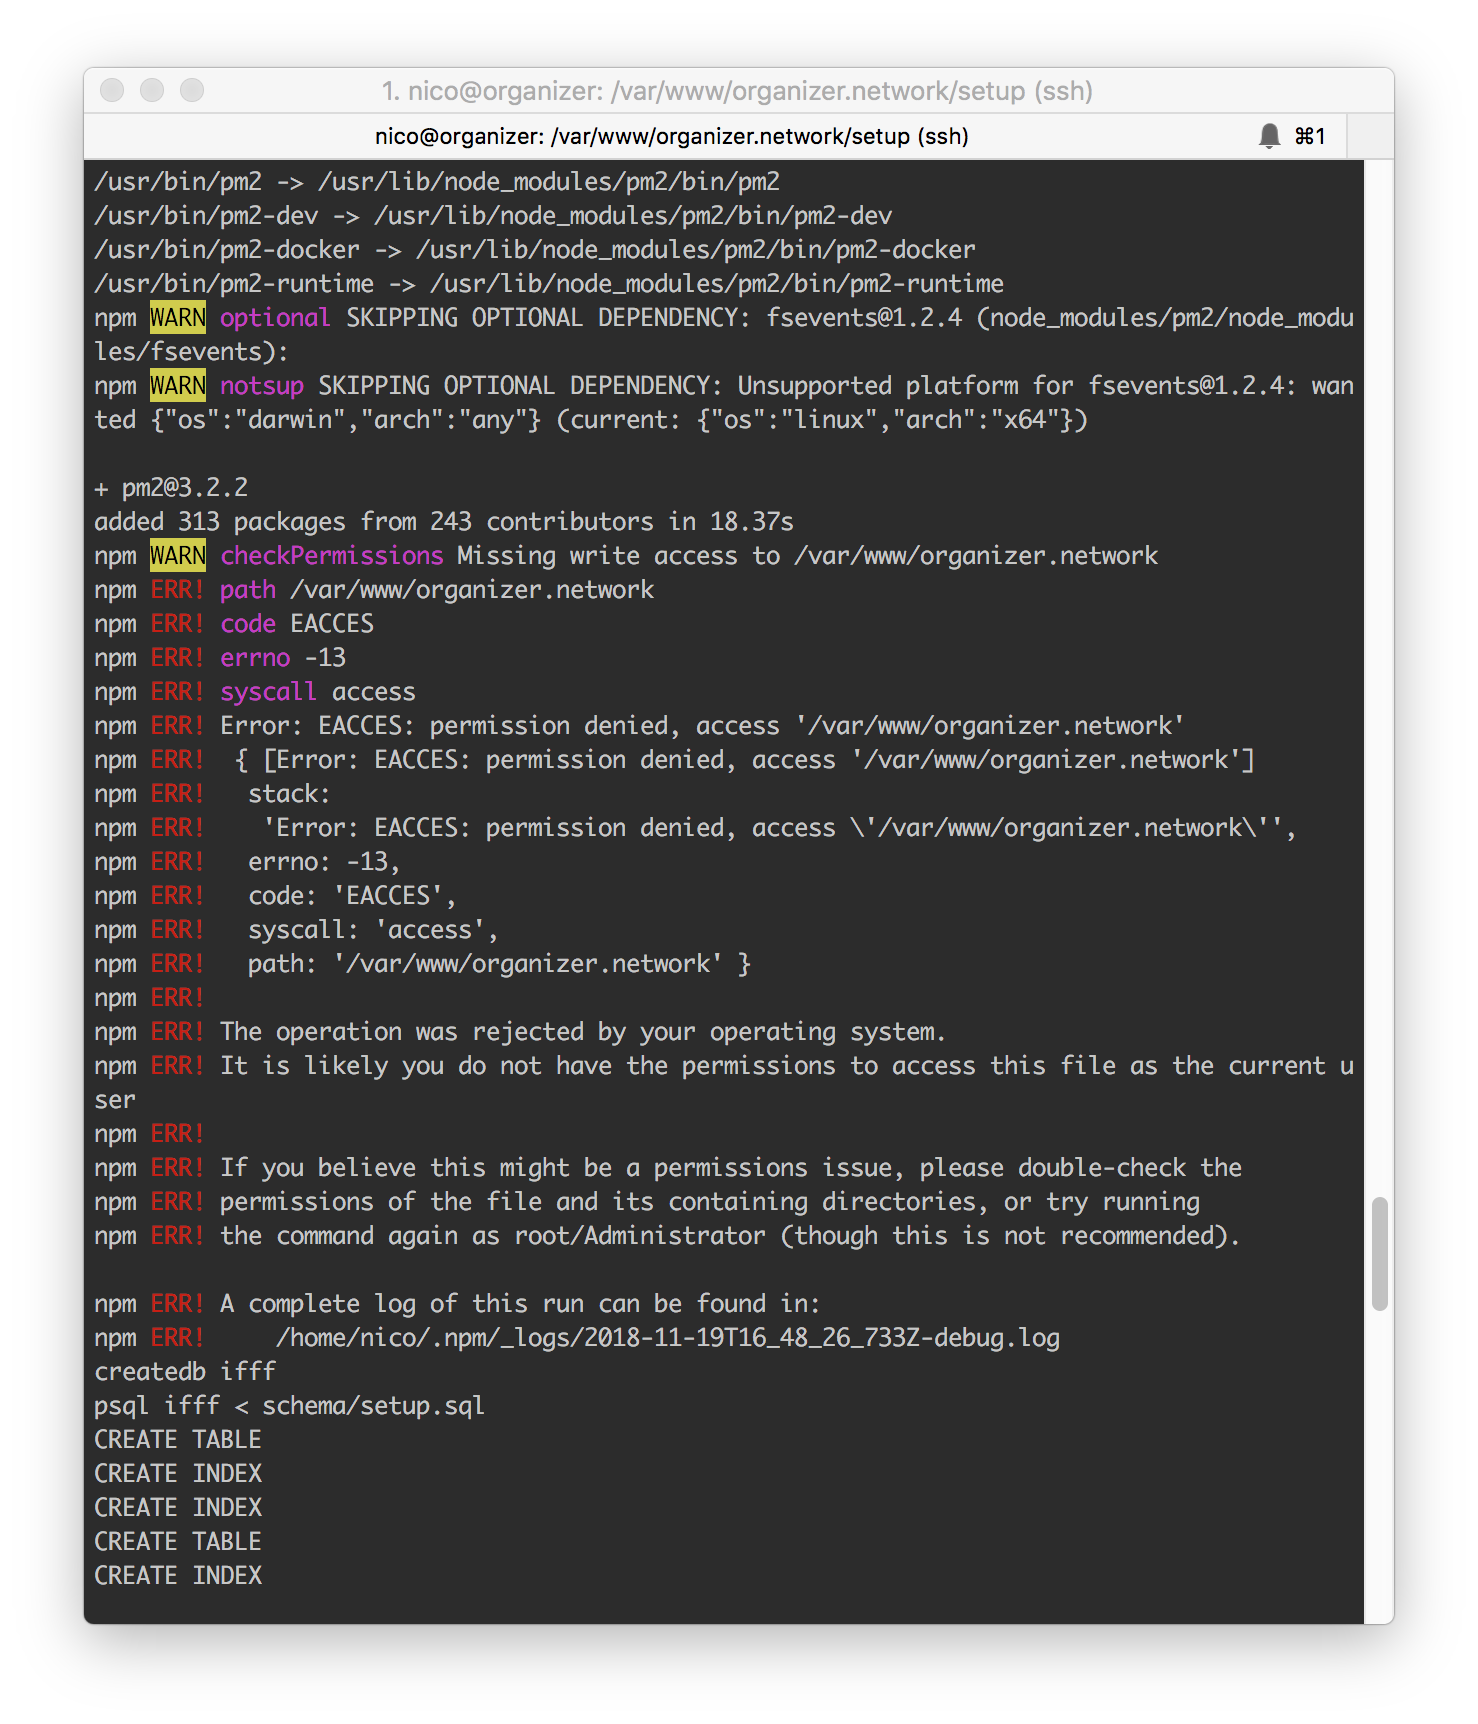 1. nico@organizer: /var/www/organizer.network/setup (ssh)
nico@organizer: /var/www/organizer.network/setup (ssh) ⌘1
/usr/bin/pm2 -> /usr/lib/node_modules/pm2/bin/pm2
/usr/bin/pm2-dev -> /usr/lib/node_modules/pm2/bin/pm2-dev
/usr/bin/pm2-docker -> /usr/lib/node_modules/pm2/bin/pm2-docker
/usr/bin/pm2-runtime -> /usr/lib/node_modules/pm2/bin/pm2-runtime
npm WARN optional SKIPPING OPTIONAL DEPENDENCY: fsevents@1.2.4 (node_modules/pm2/node_modu
les/fsevents):
npm WARN notsup SKIPPING OPTIONAL DEPENDENCY: Unsupported platform for fsevents@1.2.4: wan
ted {"os":"darwin","arch":"any"} (current: {"os":"linux","arch":"x64"})
+ pm2@3.2.2
added 313 packages from 243 contributors in 18.37s
npm WARN checkPermissions Missing write access to /var/www/organizer.network
npm ERR! path /var/www/organizer.network
npm ERR! code EACCES
npm ERR! errno -13
npm ERR! syscall access
npm ERR! Error: EACCES: permission denied, access '/var/www/organizer.network'
npm ERR!  { [Error: EACCES: permission denied, access '/var/www/organizer.network']
npm ERR!   stack:
npm ERR!    'Error: EACCES: permission denied, access \'/var/www/organizer.network\'',
npm ERR!   errno: -13,
npm ERR!   code: 'EACCES',
npm ERR!   syscall: 'access',
npm ERR!   path: '/var/www/organizer.network' }
npm ERR!
npm ERR! The operation was rejected by your operating system.
npm ERR! It is likely you do not have the permissions to access this file as the current u
ser
npm ERR!
npm ERR! If you believe this might be a permissions issue, please double-check the
npm ERR! permissions of the file and its containing directories, or try running
npm ERR! the command again as root/Administrator (though this is not recommended).
npm ERR! A complete log of this run can be found in:
npm ERR!     /home/nico/.npm/_logs/2018-11-19T16_48_26_733Z-debug.log
createdb ifff
psql ifff < schema/setup.sql
CREATE TABLE
CREATE INDEX
CREATE INDEX
CREATE TABLE
CREATE INDEX